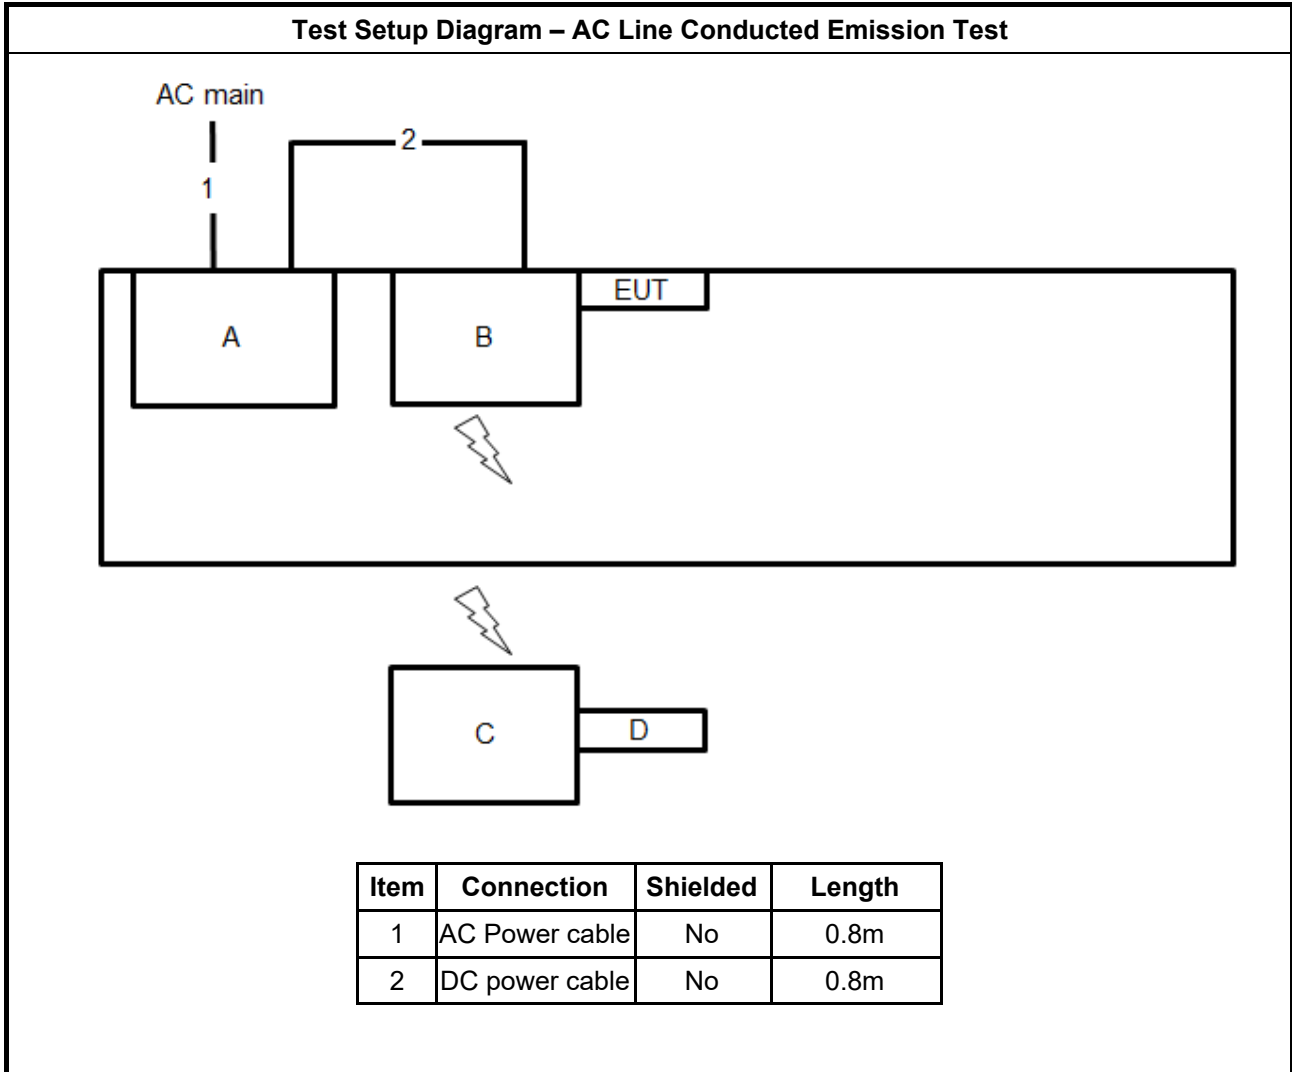 Test Setup Diagram – AC Line Conducted Emission Test
AC main
2
1
EUT
A
B
C
D
Item Connection Shielded Length
1 AC Power cable No 0.8m
2 DC power cable No 0.8m